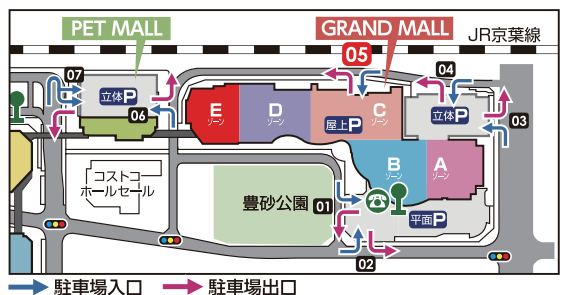 PET MALL
GRAND MALL
JR京葉線
05
07
04
立体P
06
E
ゾーン
D
ゾーン
C
ゾーン
屋上P
立体P
03
コストコ
ホールセール
B
ゾーン
A
ゾーン
豊砂公園
01
平面P
02
駐車場入口
駐車場出口